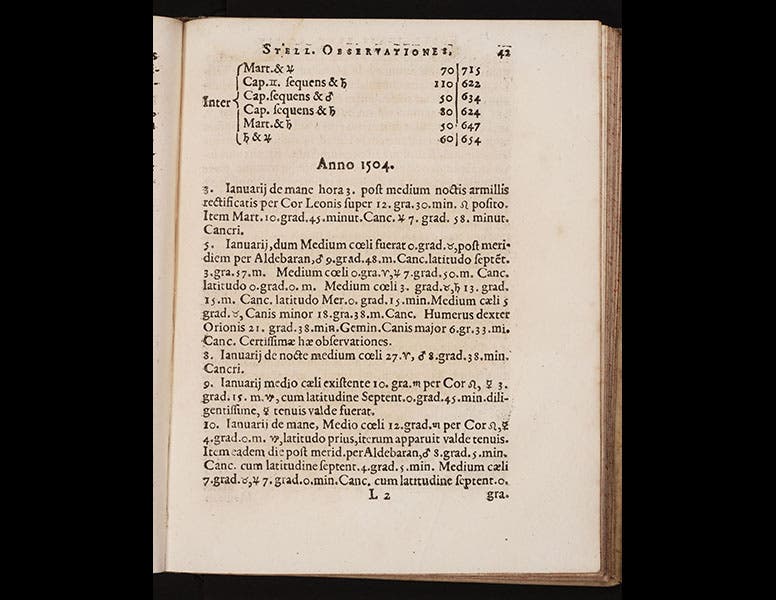 STELL. OBSERVATIONES. 42
Mart.& ♃ 70|715
Cap.♊. sequens & ♄ 110|622
Inter { Cap.sequens & ♂ 50|634
Cap. sequens & ♄ 80|624
Mart.& ♄ 50|647
♄ & ♃ 60|654
Anno 1504.
3. Ianuarij de mane hora 3. post medium noctis armillis
rectificatis per Cor Leonis super 12. gra.30.min. ♌ posito.
Item Mart.10.grad.45.minut.Canc. ♃ 7. grad. 58. minut.
Cancri.
5. Ianuarij,dum Medium cœli fuerat 0.grad.♉,post meri-
diem per Aldebaran,♂ 9.grad.48.m.Canc.latitudo septēt.
3.gra.57.m. Medium cœli 0.gra.♈,♃ 7.grad.50.m. Canc.
latitudo 0.grad.0. m. Medium cœli 3. grad.♉,♄ 13. grad.
15.m. Canc. latitudo Mer.0. grad.15.min.Medium cæli 5
grad.♉, Canis minor 18.gra.38.m.Canc. Humerus dexter
Orionis 21. grad.38.min.Gemin.Canis major 6.gr.33.mi.
Canc. Certissimæ hæ observationes.
8. Ianuarij de nocte medium cœli 27.♈, ♂ 8.grad.38.min.
Cancri.
9. Ianuarij medio cæli existente 10. gra.♏ per Cor ♌, ☿ 3.
grad.15. m.♑,cum latitudine Septent.0.grad.45.min.dili-
gentissime, ☿ tenuis valde fuerat.
10. Ianuarij de mane, Medio cœli 12.grad.♏ per Cor ♌,☿
4.grad.0.m. ♑,latitudo prius,iterum apparuit valde tenuis.
Item eadem die post merid.per Aldebaran,♂ 8.grad.5.min.
Canc. cum latitudine septent.4.grad.5.min. Medium cæli
7.grad.♉,♃ 7.grad.0.min.Canc. cum latitudine septent.0.
L 2 gra.